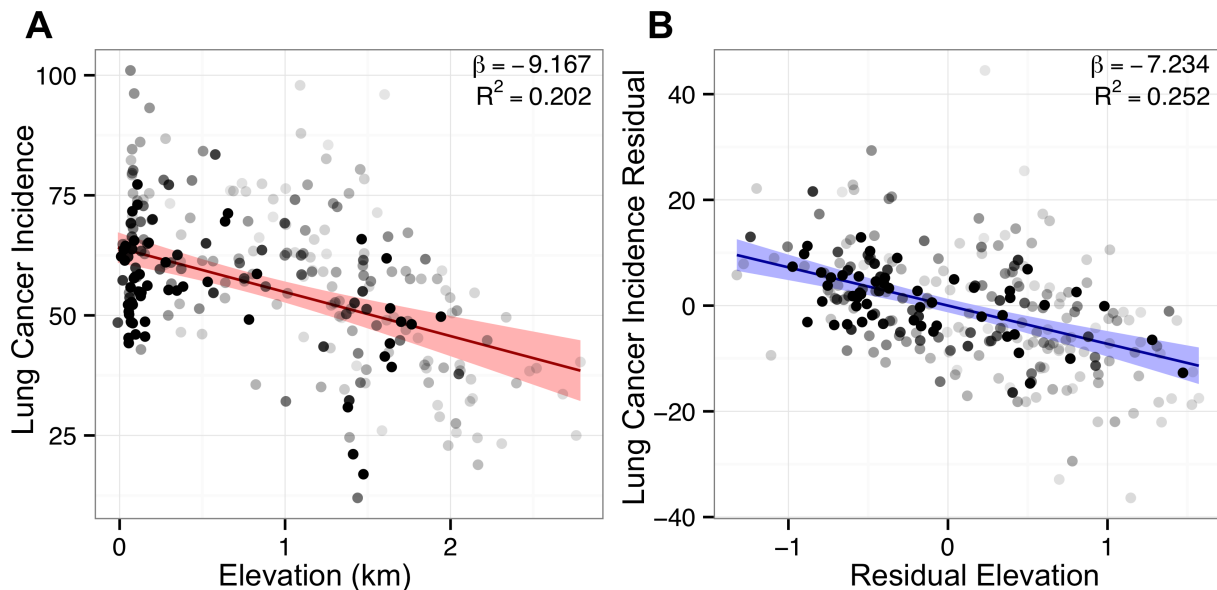 A
β = −9.167
R² = 0.202
100
75
50
25
Lung Cancer Incidence
0 1 2
Elevation (km)
B
β = −7.234
R² = 0.252
40
20
0
−20
−40
Lung Cancer Incidence Residual
−1 0 1
Residual Elevation